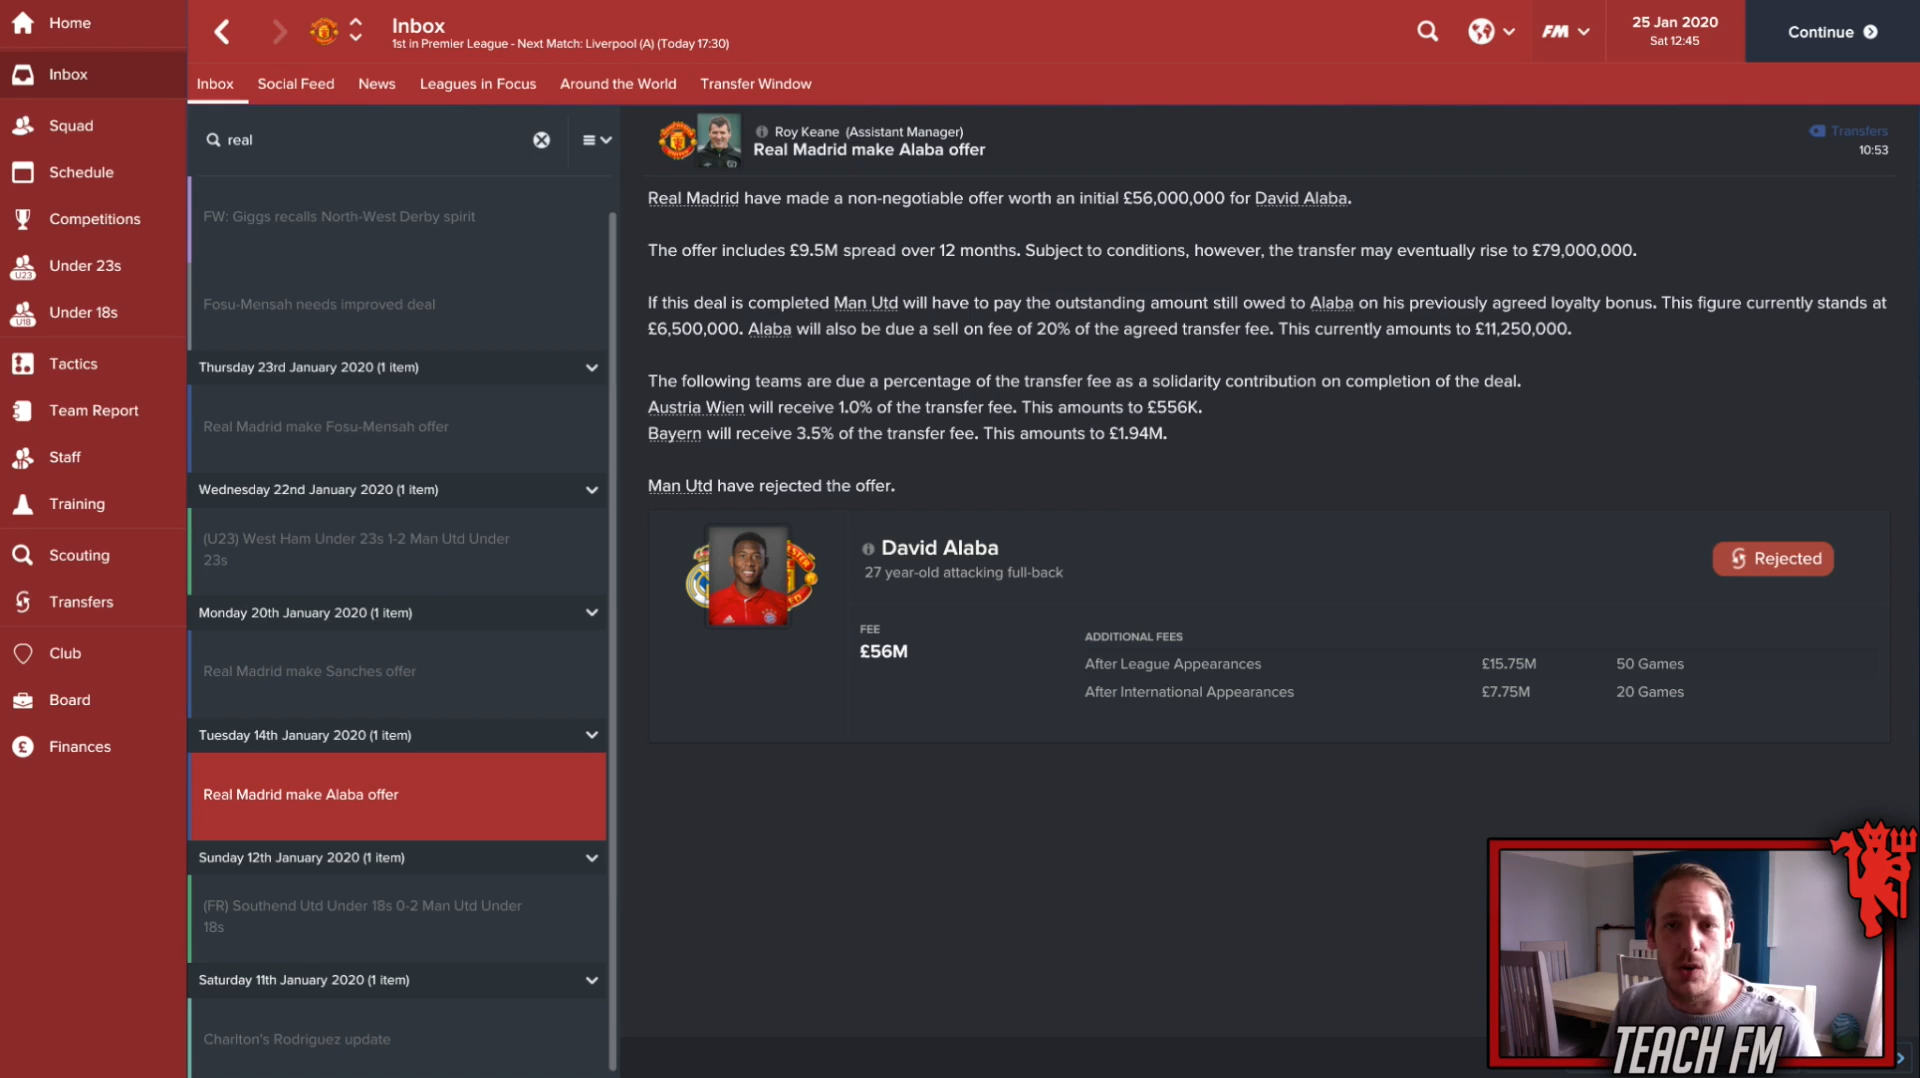 Home
Inbox
Squad
Schedule
Competitions
Under 23s
Under 18s
Tactics
Team Report
Staff
Training
Scouting
Transfers
Club
Board
Finances
Inbox
1st in Premier League - Next Match: Liverpool (A) (Today 17:30)
FM
25 Jan 2020
Sat 12:45
Continue
Inbox Social Feed News Leagues in Focus Around the World Transfer Window
real
FW: Giggs recalls North-West Derby spirit
Fosu-Mensah needs improved deal
Thursday 23rd January 2020 (1 item)
Real Madrid make Fosu-Mensah offer
Wednesday 22nd January 2020 (1 item)
(U23) West Ham Under 23s 1-2 Man Utd Under
23s
Monday 20th January 2020 (1 item)
Real Madrid make Sanches offer
Tuesday 14th January 2020 (1 item)
Real Madrid make Alaba offer
Sunday 12th January 2020 (1 item)
(FR) Southend Utd Under 18s 0-2 Man Utd Under
18s
Saturday 11th January 2020 (1 item)
Charlton's Rodriguez update
Roy Keane (Assistant Manager)
Real Madrid make Alaba offer
Transfers
10:53
Real Madrid have made a non-negotiable offer worth an initial £56,000,000 for David Alaba.
The offer includes £9.5M spread over 12 months. Subject to conditions, however, the transfer may eventually rise to £79,000,000.
If this deal is completed Man Utd will have to pay the outstanding amount still owed to Alaba on his previously agreed loyalty bonus. This figure currently stands at
£6,500,000. Alaba will also be due a sell on fee of 20% of the agreed transfer fee. This currently amounts to £11,250,000.
The following teams are due a percentage of the transfer fee as a solidarity contribution on completion of the deal.
Austria Wien will receive 1.0% of the transfer fee. This amounts to £556K.
Bayern will receive 3.5% of the transfer fee. This amounts to £1.94M.
Man Utd have rejected the offer.
David Alaba
27 year-old attacking full-back
Rejected
FEE
£56M
ADDITIONAL FEES
After League Appearances £15.75M 50 Games
After International Appearances £7.75M 20 Games
TEACH FM